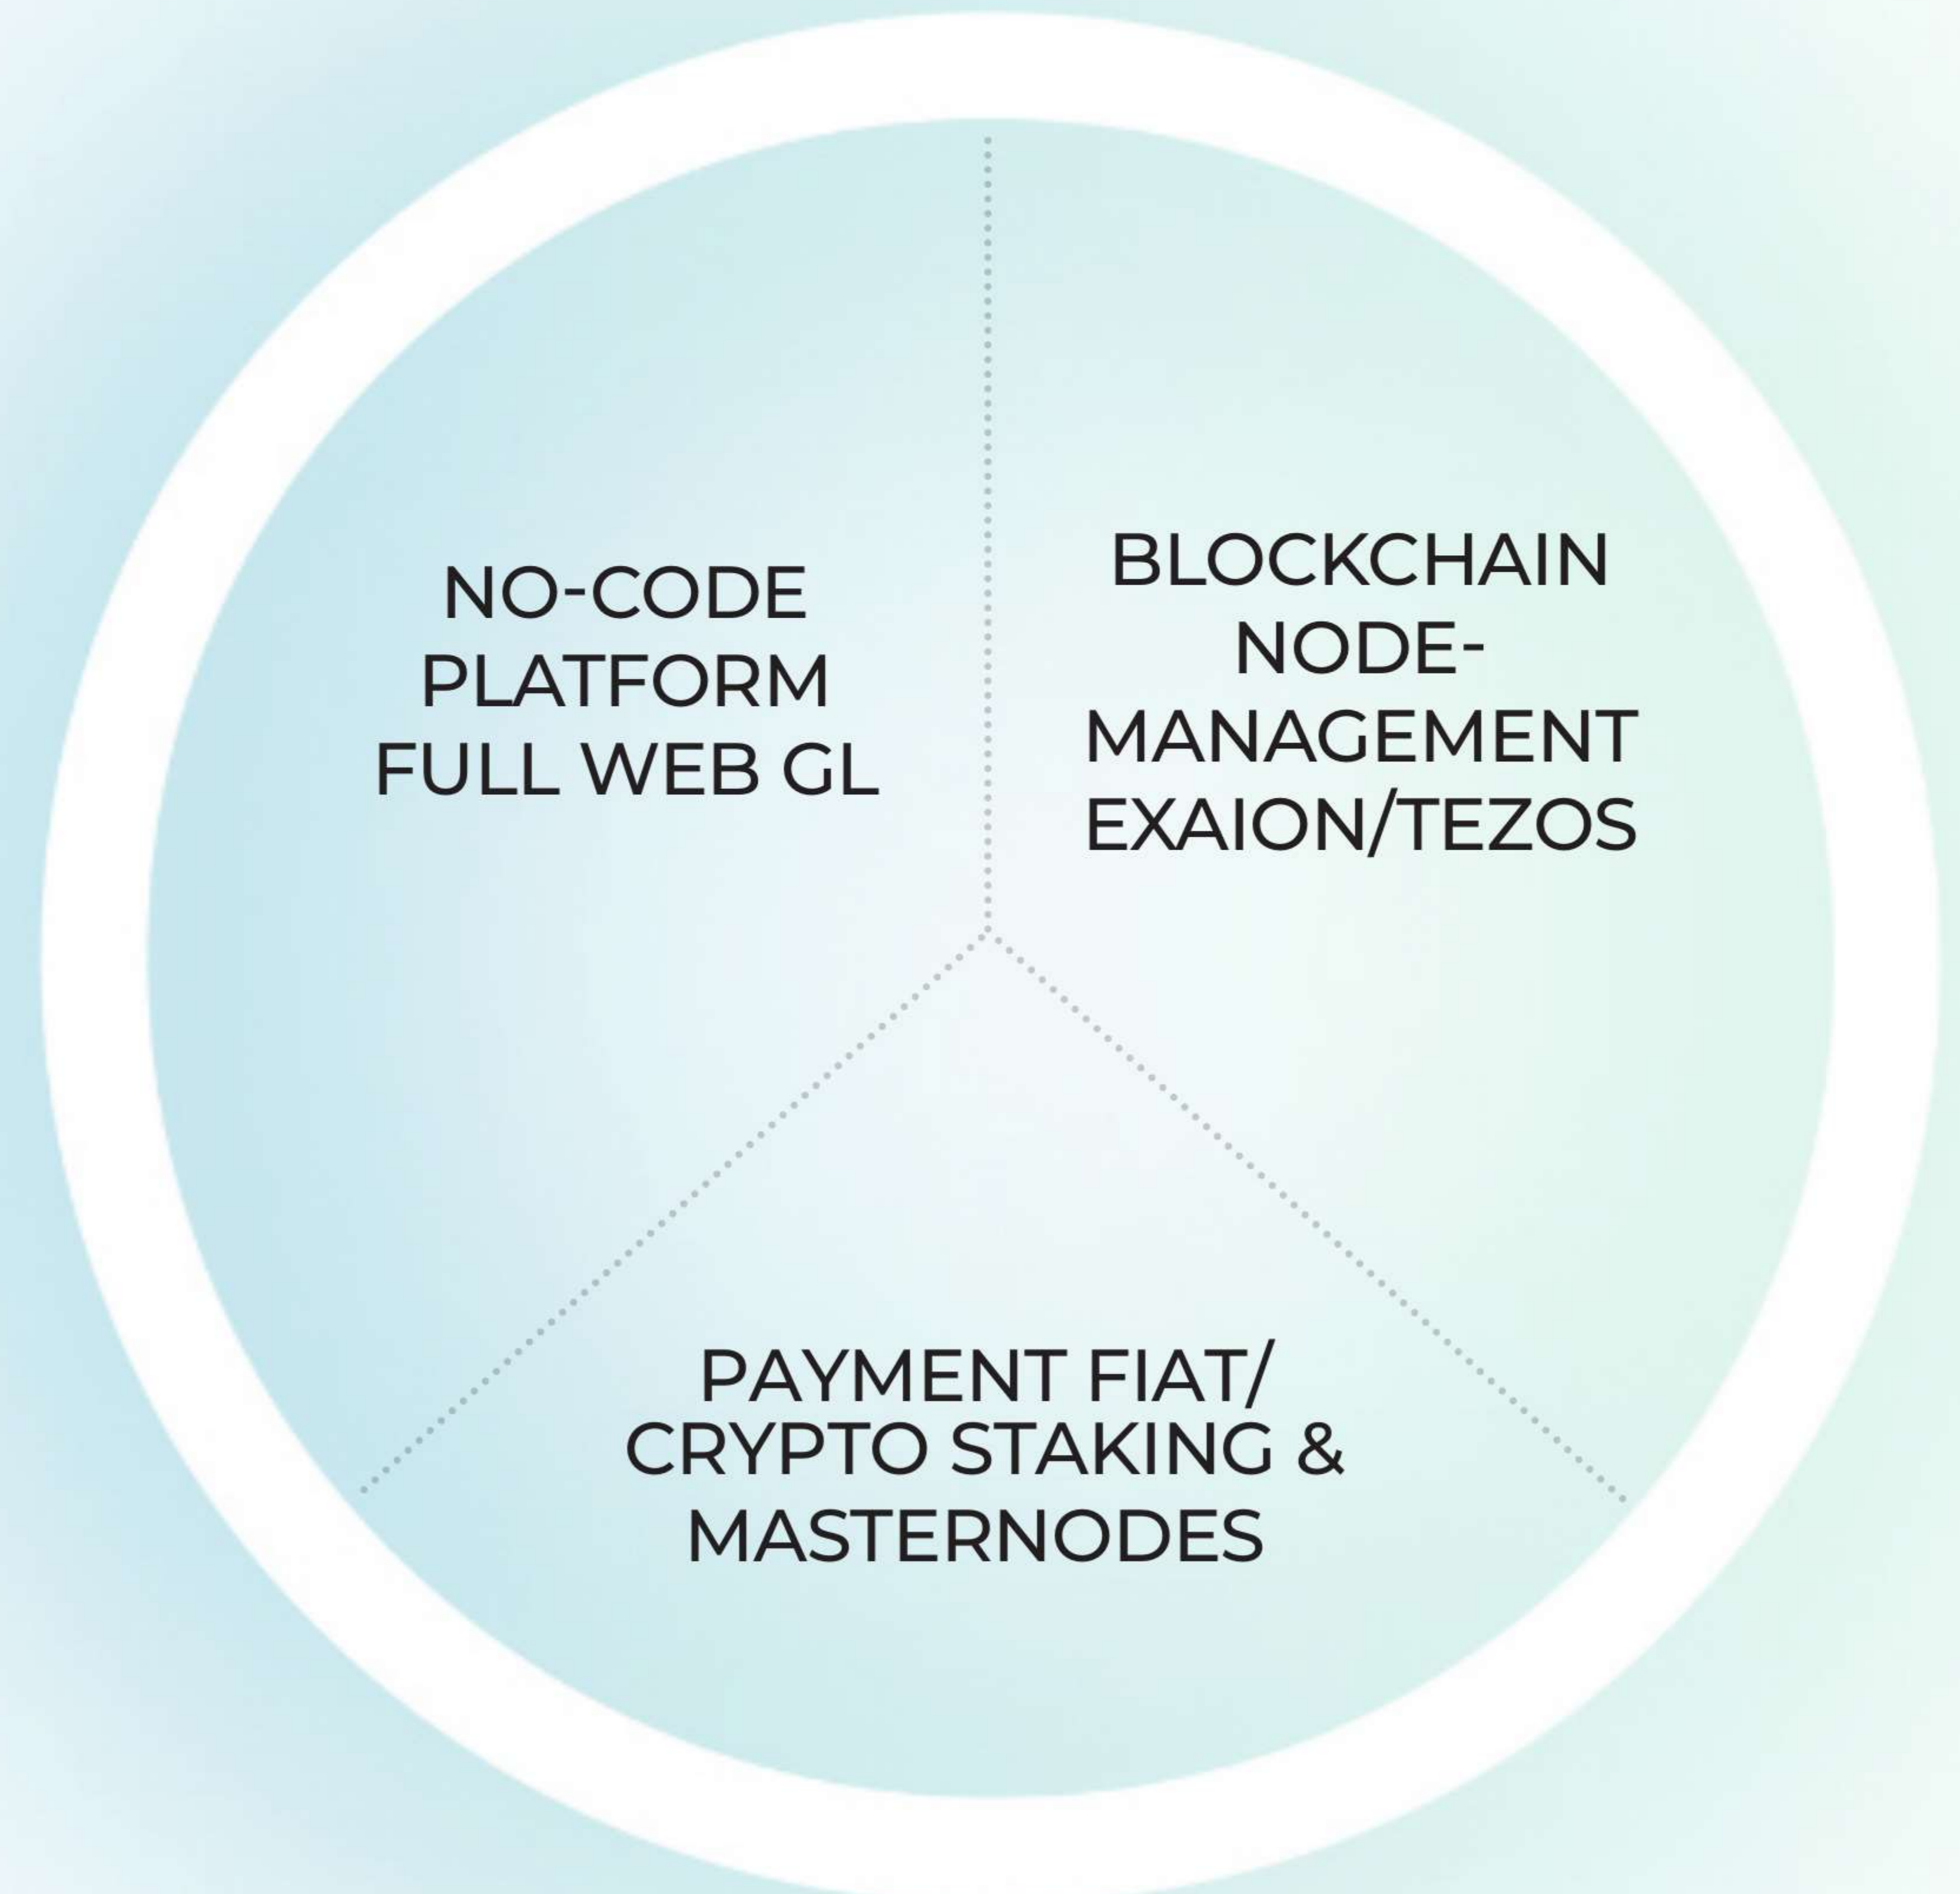 NO-CODE
PLATFORM
FULL WEB GL
BLOCKCHAIN
NODE-
MANAGEMENT
EXAION/TEZOS
PAYMENT FIAT/
CRYPTO STAKING &
MASTERNODES